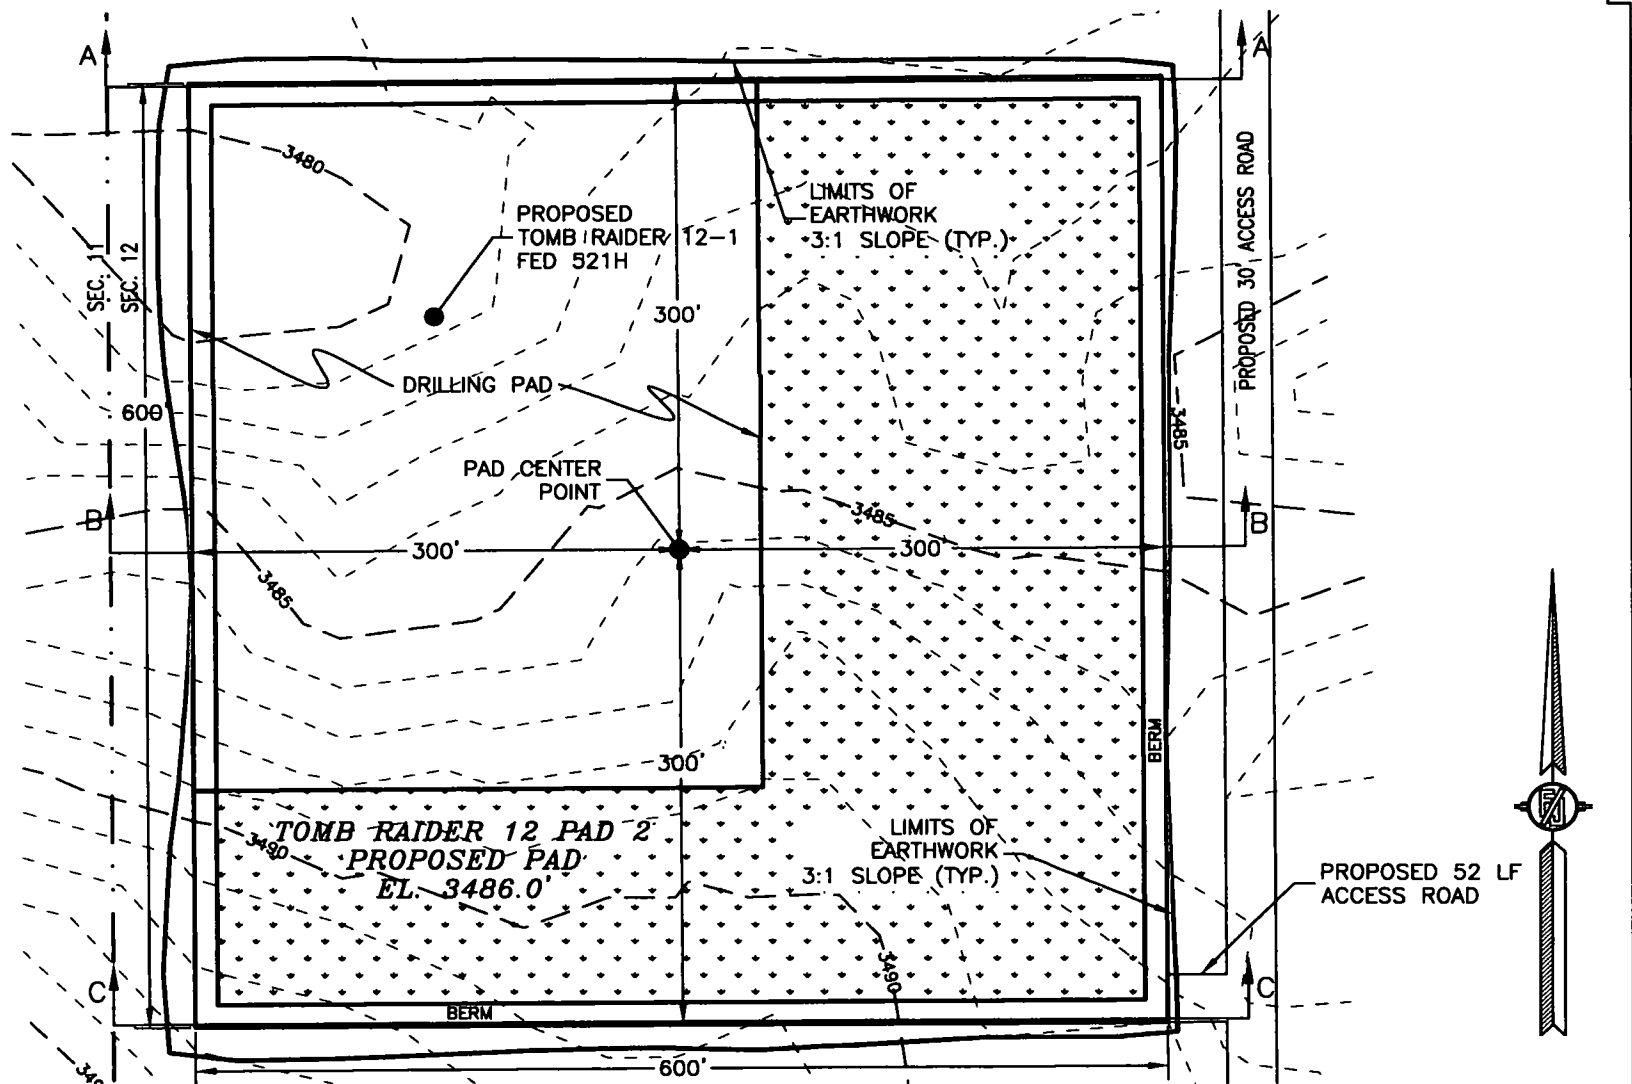 A
A
3480
PROPOSED
TOMB RAIDER 12-1
FED 521H
LIMITS OF
EARTHWORK
3:1 SLOPE (TYP.)
PROPOSED 30' ACCESS ROAD
SEC. 11
SEC. 12
300'
DRILLING PAD
600'
3485
PAD CENTER
POINT
B
3485
B
300'
300'
3485
BERM
300'
TOMB RAIDER 12 PAD 2
PROPOSED PAD
EL. 3486.0'
3490
LIMITS OF
EARTHWORK
3:1 SLOPE (TYP.)
PROPOSED 52 LF
ACCESS ROAD
3490
C
C
BERM
600'